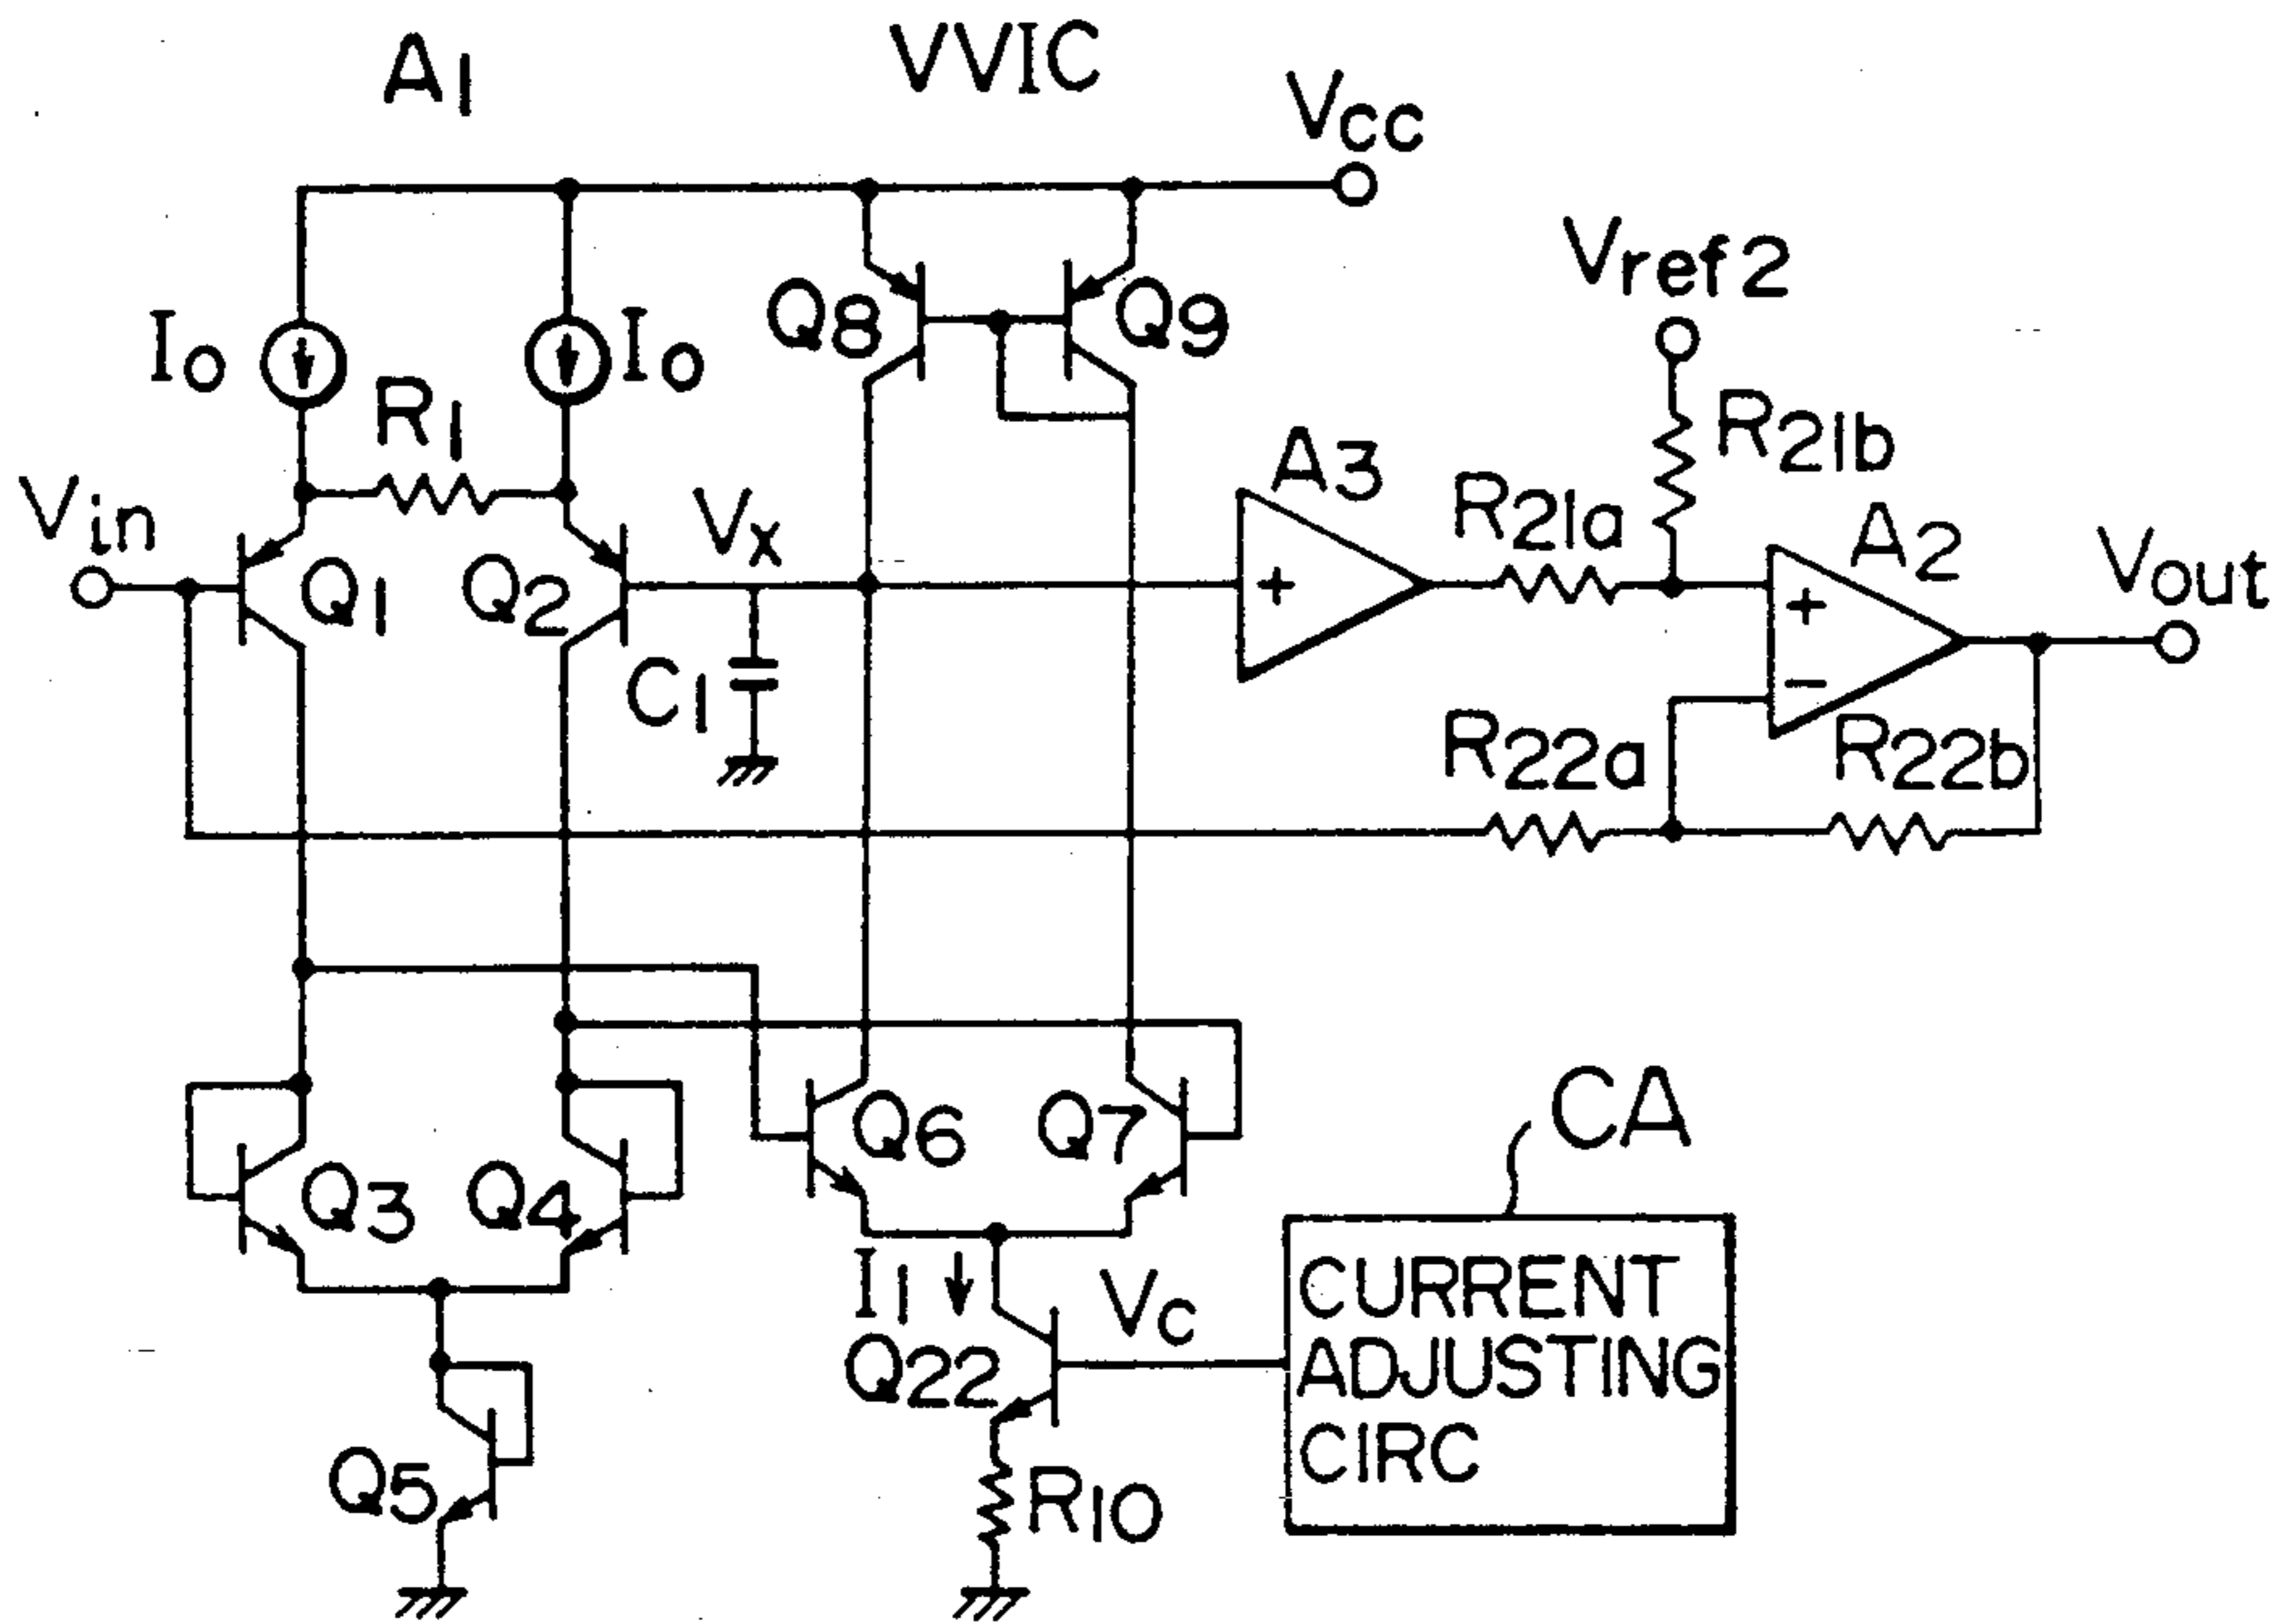 A1
VVIC
Vcc
Vref2
Io
Io
Q8
Q9
R1
R21b
Vin
Q1
Q2
Vx
A3
R21a
A2
Vout
C1
+
+
−
R22a
R22b
Q3
Q4
Q6
Q7
CA
I1
Vc
Q22
CURRENT
ADJUSTING
CIRC
Q5
R10